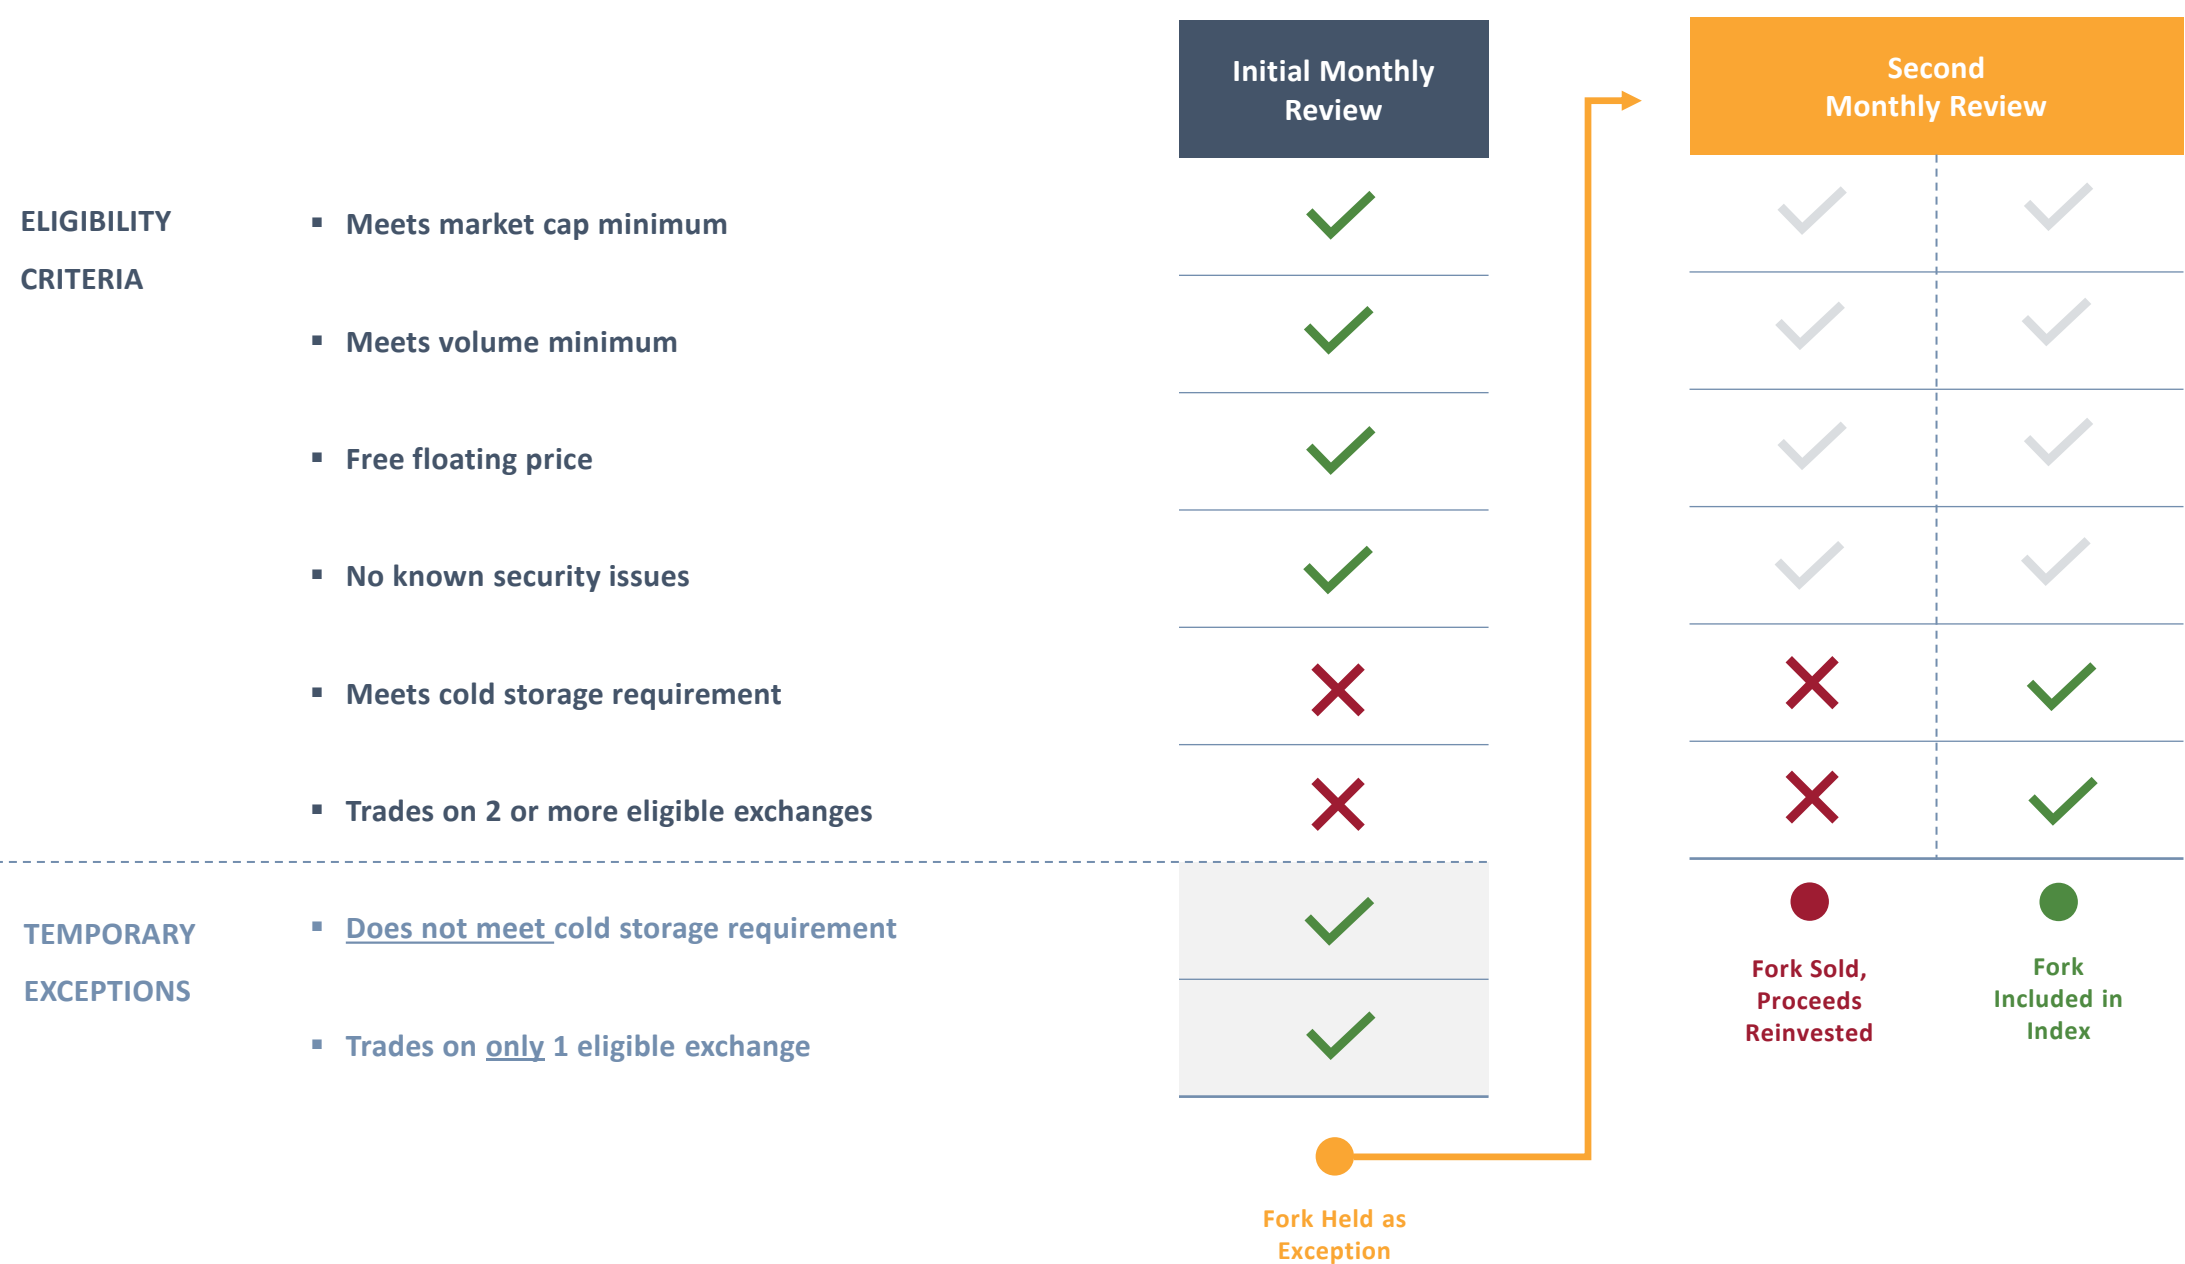 Initial Monthly
Review
Second
Monthly Review
ELIGIBILITY
CRITERIA
▪ Meets market cap minimum
▪ Meets volume minimum
▪ Free floating price
▪ No known security issues
▪ Meets cold storage requirement
▪ Trades on 2 or more eligible exchanges
TEMPORARY
EXCEPTIONS
▪ Does not meet cold storage requirement
▪ Trades on only 1 eligible exchange
Fork Held as
Exception
Fork Sold,
Proceeds
Reinvested
Fork
Included in
Index